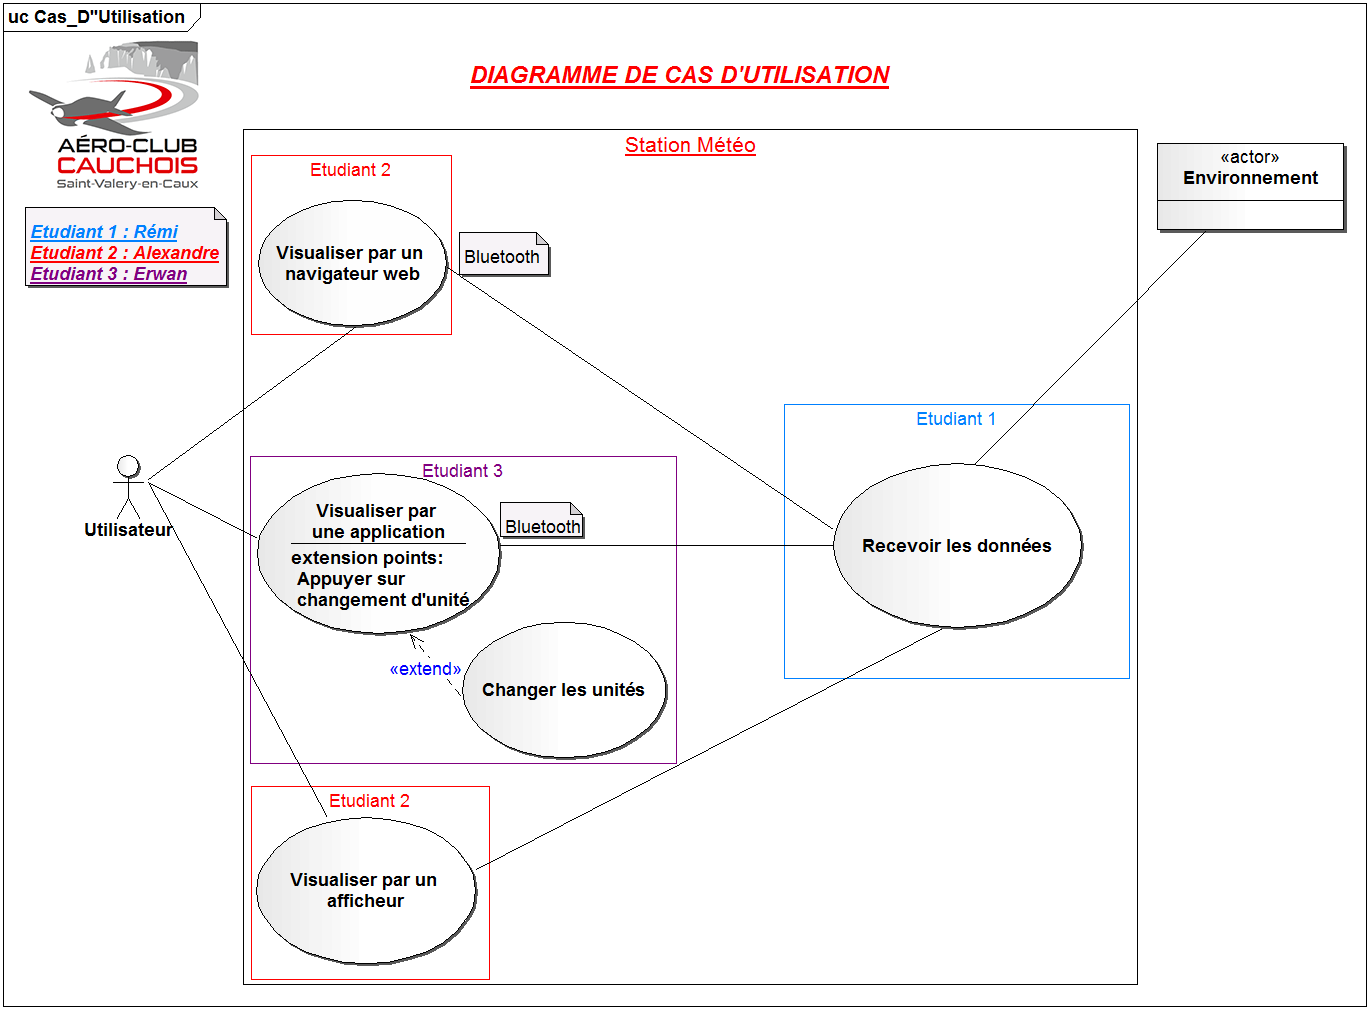 uc Cas_D"Utilisation
DIAGRAMME DE CAS D'UTILISATION
AÉRO-CLUB
CAUCHOIS
Saint-Valery-en-Caux
Etudiant 1 : Rémi
Etudiant 2 : Alexandre
Etudiant 3 : Erwan
Station Météo
«actor»
Environnement
Etudiant 2
Visualiser par un
navigateur web
Bluetooth
Etudiant 1
Recevoir les données
Utilisateur
Etudiant 3
Visualiser par
une application
extension points:
Appuyer sur
changement d'unité
Bluetooth
«extend»
Changer les unités
Etudiant 2
Visualiser par un
afficheur